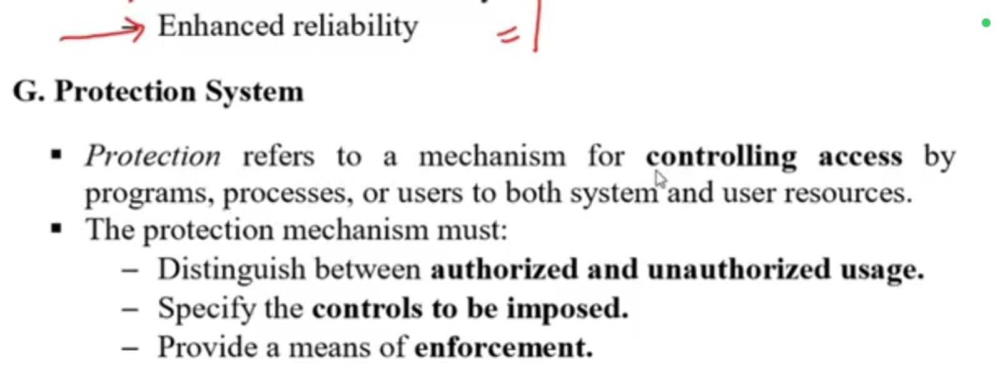 Enhanced reliability
G. Protection System
▪ Protection refers to a mechanism for controlling access by
programs, processes, or users to both system and user resources.
▪ The protection mechanism must:
– Distinguish between authorized and unauthorized usage.
– Specify the controls to be imposed.
– Provide a means of enforcement.